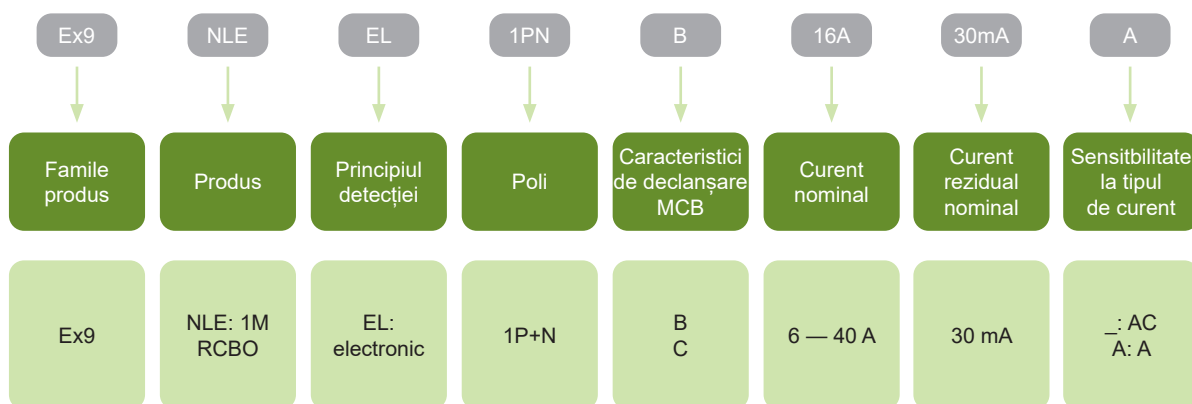 Ex9
NLE
EL
1PN
B
16A
30mA
A
Famile
produs
Produs
Principiul
detecției
Poli
Caracteristici
de declanșare
MCB
Curent
nominal
Curent
rezidual
nominal
Sensitbilitate
la tipul
de curent
Ex9
NLE: 1M
RCBO
EL:
electronic
1P+N
B
C
6 — 40 A
30 mA
_: AC
A: A